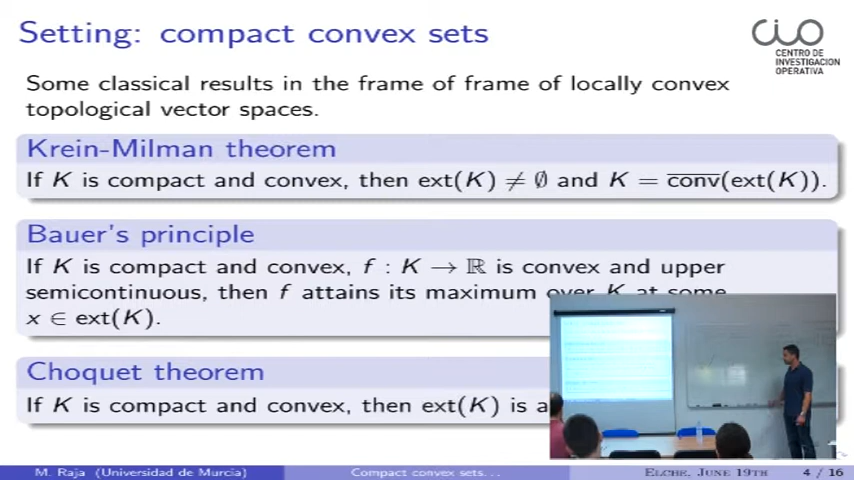 Setting: compact convex sets
CIO
CENTRO DE
INVESTIGACION
OPERATIVA
Some classical results in the frame of frame of locally convex
topological vector spaces.
Krein-Milman theorem
If K is compact and convex, then ext(K) ≠ ∅ and K = \overline{conv}(ext(K)).
Bauer's principle
If K is compact and convex, f : K → ℝ is convex and upper
semicontinuous, then f attains its maximum over K at some
x ∈ ext(K).
Choquet theorem
If K is compact and convex, then ext(K) is a
M. Raja (Universidad de Murcia)
Compact convex sets...
Elche, June 19th
4 / 16